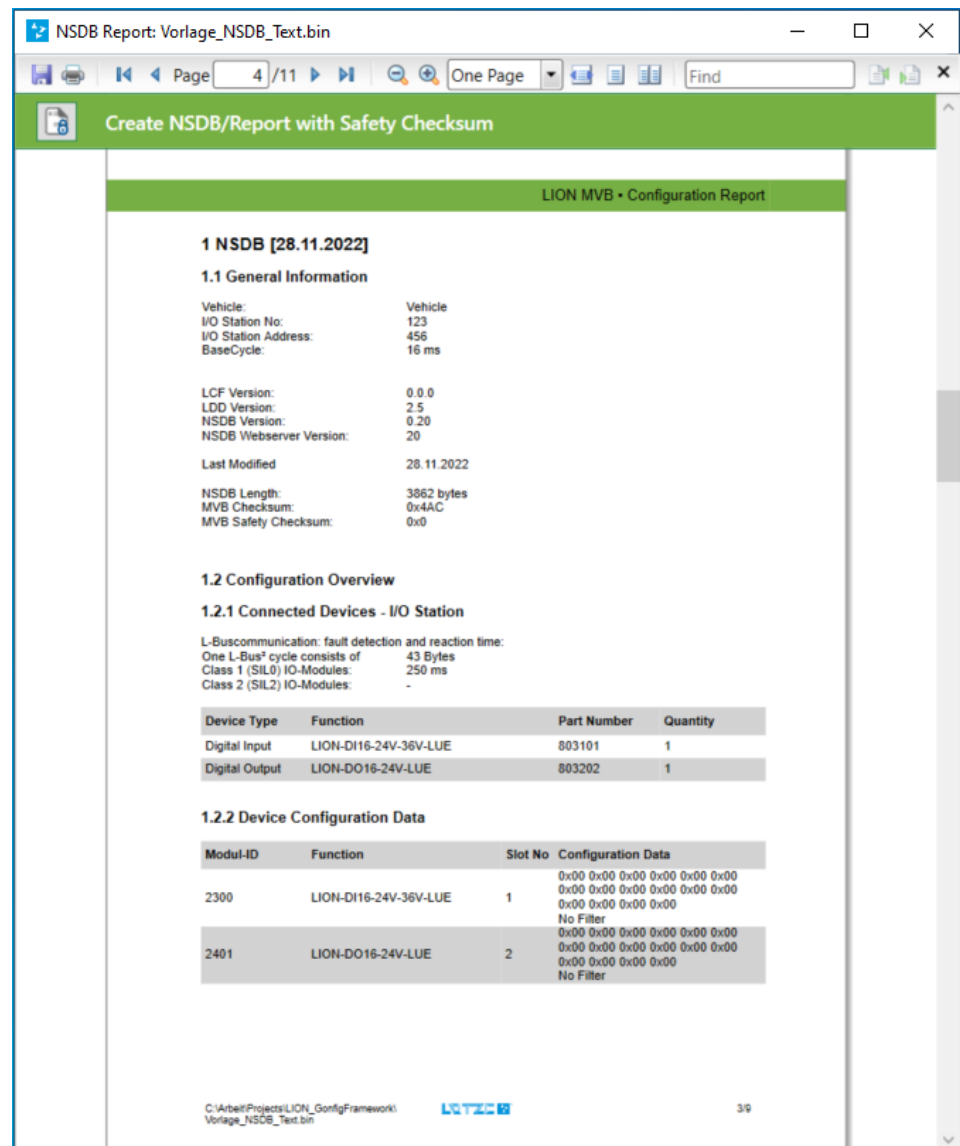 NSDB Report: Vorlage_NSDB_Text.bin
Page 4 /11 One Page Find
Create NSDB/Report with Safety Checksum
LION MVB • Configuration Report
1 NSDB [28.11.2022]
1.1 General Information
Vehicle: Vehicle
I/O Station No: 123
I/O Station Address: 456
BaseCycle: 16 ms
LCF Version: 0.0.0
LDD Version: 2.5
NSDB Version: 0.20
NSDB Webserver Version: 20
Last Modified 28.11.2022
NSDB Length: 3862 bytes
MVB Checksum: 0x4AC
MVB Safety Checksum: 0x0
1.2 Configuration Overview
1.2.1 Connected Devices - I/O Station
L-Buscommunication: fault detection and reaction time:
One L-Bus² cycle consists of 43 Bytes
Class 1 (SIL0) IO-Modules: 250 ms
Class 2 (SIL2) IO-Modules: -
Device Type Function Part Number Quantity
Digital Input LION-DI16-24V-36V-LUE 803101 1
Digital Output LION-DO16-24V-LUE 803202 1
1.2.2 Device Configuration Data
Modul-ID Function Slot No Configuration Data
0x00 0x00 0x00 0x00 0x00 0x00
0x00 0x00 0x00 0x00 0x00 0x00
2300 LION-DI16-24V-36V-LUE 1 0x00 0x00 0x00 0x00
No Filter
0x00 0x00 0x00 0x00 0x00 0x00
0x00 0x00 0x00 0x00 0x00 0x00
2401 LION-DO16-24V-LUE 2 0x00 0x00 0x00 0x00
No Filter
C:\Arbeit\Projects\LION_GonfigFramework\ LÜTZE 3/9
Vorlage_NSDB_Text.bin